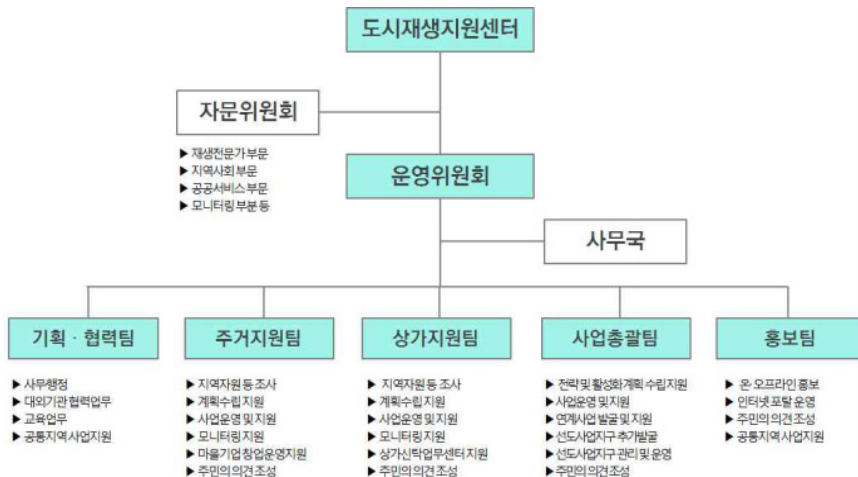 도시재생지원센터
자문위원회
▶ 재생전문가 부문
▶ 지역사회 부문
▶ 공공서비스 부문
▶ 모니터링 부분 등
운영위원회
사무국
기획 · 협력팀
▶ 사무행정
▶ 대외기관 협력업무
▶ 교육업무
▶ 공통지역 사업지원
주거지원팀
▶ 지역자원 등 조사
▶ 계획수립 지원
▶ 사업운영 및 지원
▶ 모니터링 지원
▶ 마을기업 창업 운영지원
▶ 주민의 의견 조성
상가지원팀
▶ 지역자원 등 조사
▶ 계획수립 지원
▶ 사업운영 및 지원
▶ 모니터링 지원
▶ 상가신탁업무센터 지원
▶ 주민의 의견 조성
사업총괄팀
▶ 전략 및 활성화 계획 수립지원
▶ 사업운영 및 지원
▶ 연계사업 발굴 및 지원
▶ 선도사업지구 추가발굴
▶ 선도사업지구 관리 및 운영
▶ 주민의 의견 조성
홍보팀
▶ 온·오프라인 홍보
▶ 인터넷 포탈 운영
▶ 주민의 의견 조성
▶ 공통지역 사업지원